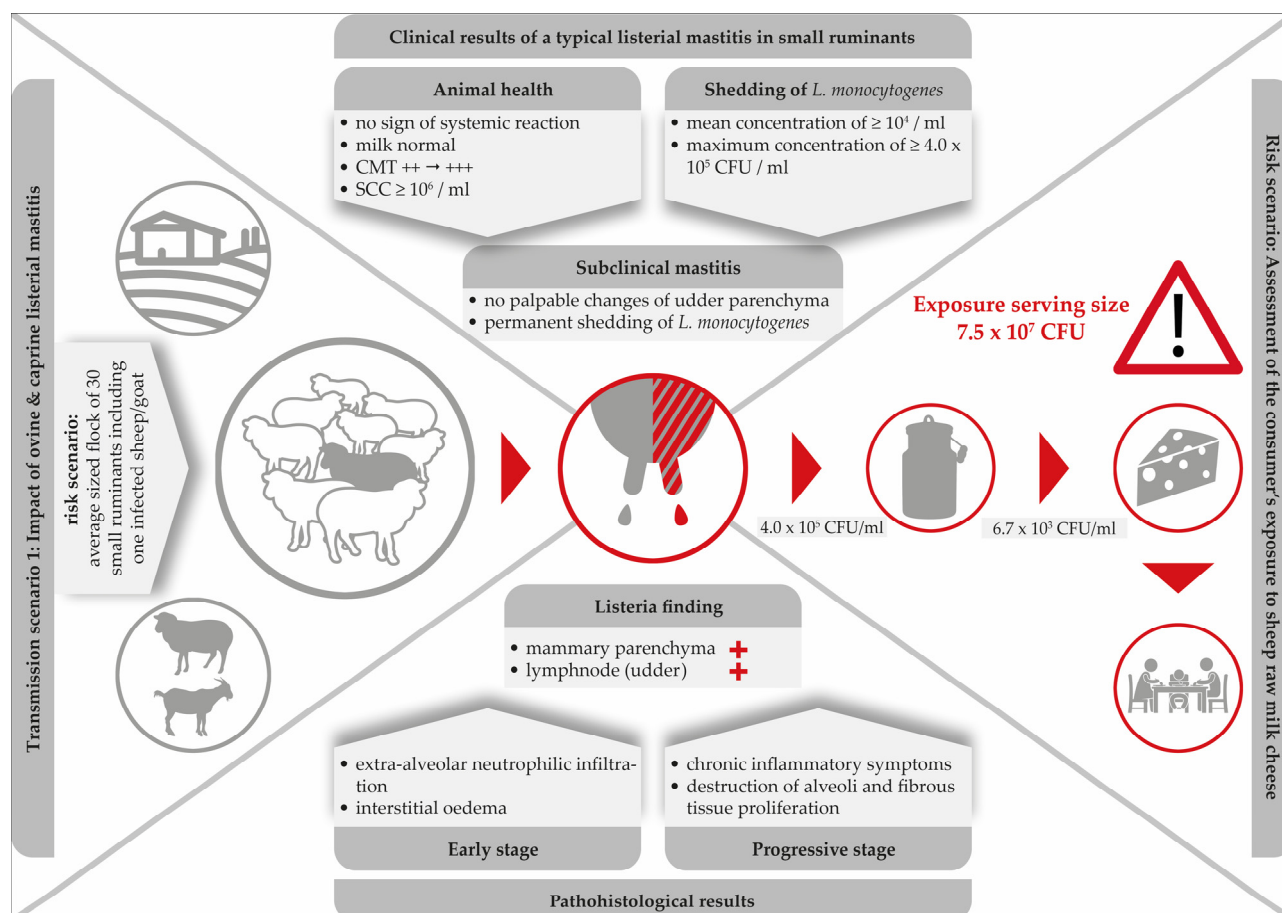 Clinical results of a typical listerial mastitis in small ruminants
Animal health
• no sign of systemic reaction
• milk normal
• CMT ++ → +++
• SCC ≥ 10⁶ / ml
Shedding of L. monocytogenes
• mean concentration of ≥ 10⁴ / ml
• maximum concentration of ≥ 4.0 x
10⁵ CFU / ml
Subclinical mastitis
• no palpable changes of udder parenchyma
• permanent shedding of L. monocytogenes
Transmission scenario 1: Impact of ovine & caprine listerial mastitis
risk scenario:
average sized flock of 30
small ruminants including
one infected sheep/goat
Exposure serving size
7.5 x 10⁷ CFU
!
4.0 x 10⁵ CFU/ml
6.7 x 10³ CFU/ml
Risk scenario: Assessment of the consumer's exposure to sheep raw milk cheese
Listeria finding
• mammary parenchyma +
• lymphnode (udder) +
• extra-alveolar neutrophilic infiltra-
tion
• interstitial oedema
Early stage
• chronic inflammatory symptoms
• destruction of alveoli and fibrous
tissue proliferation
Progressive stage
Pathohistological results